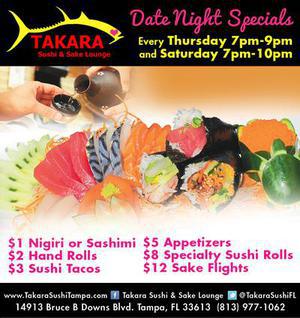 Date Night Specials
TAKARA
Sushi & Sake Lounge
Every Thursday 7pm-9pm
and Saturday 7pm-10pm
$1 Nigiri or Sashimi
$2 Hand Rolls
$3 Sushi Tacos
$5 Appetizers
$8 Specialty Sushi Rolls
$12 Sake Flights
www.TakaraSushiTampa.com f Takara Sushi & Sake Lounge @TakaraSushiFL
14913 Bruce B Downs Blvd. Tampa, FL 33613 (813) 977-1062